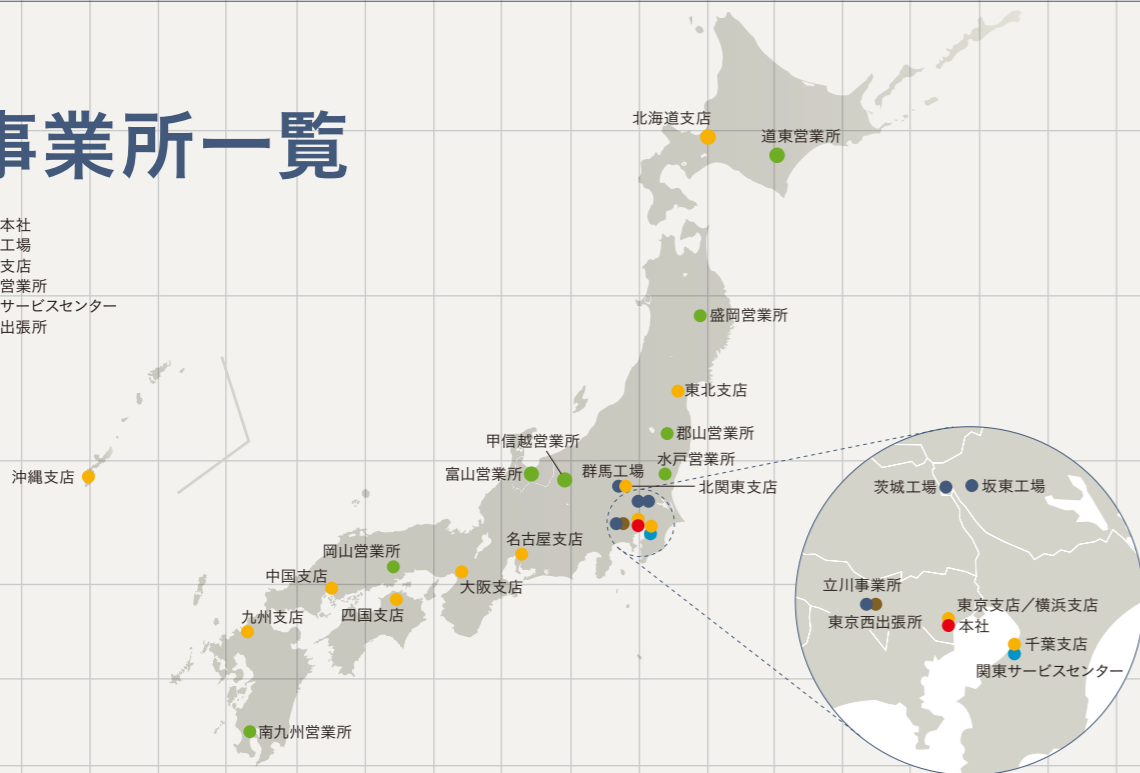 事業所一覧
本社
工場
支店
営業所
サービスセンター
出張所
北海道支店
道東営業所
盛岡営業所
東北支店
郡山営業所
甲信越営業所
水戸営業所
富山営業所
群馬工場
北関東支店
沖縄支店
名古屋支店
岡山営業所
中国支店
大阪支店
九州支店
四国支店
南九州営業所
茨城工場
坂東工場
立川事業所
東京西出張所
東京支店／横浜支店
本社
千葉支店
関東サービスセンター